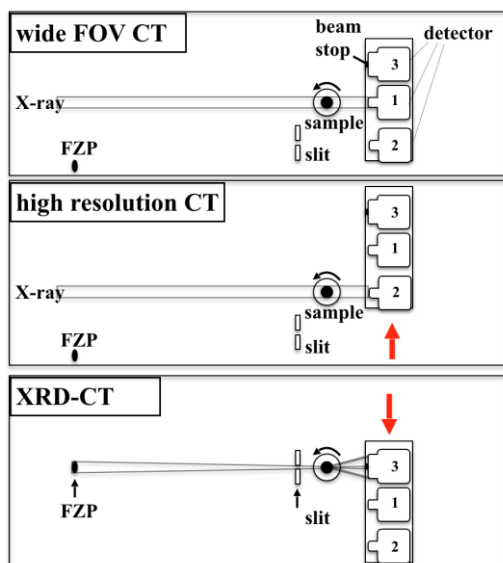 wide FOV CT
beam
stop
detector
3
X-ray
1
sample
FZP
slit
2
high resolution CT
3
1
X-ray
2
sample
FZP
slit
XRD-CT
3
FZP
slit
1
2